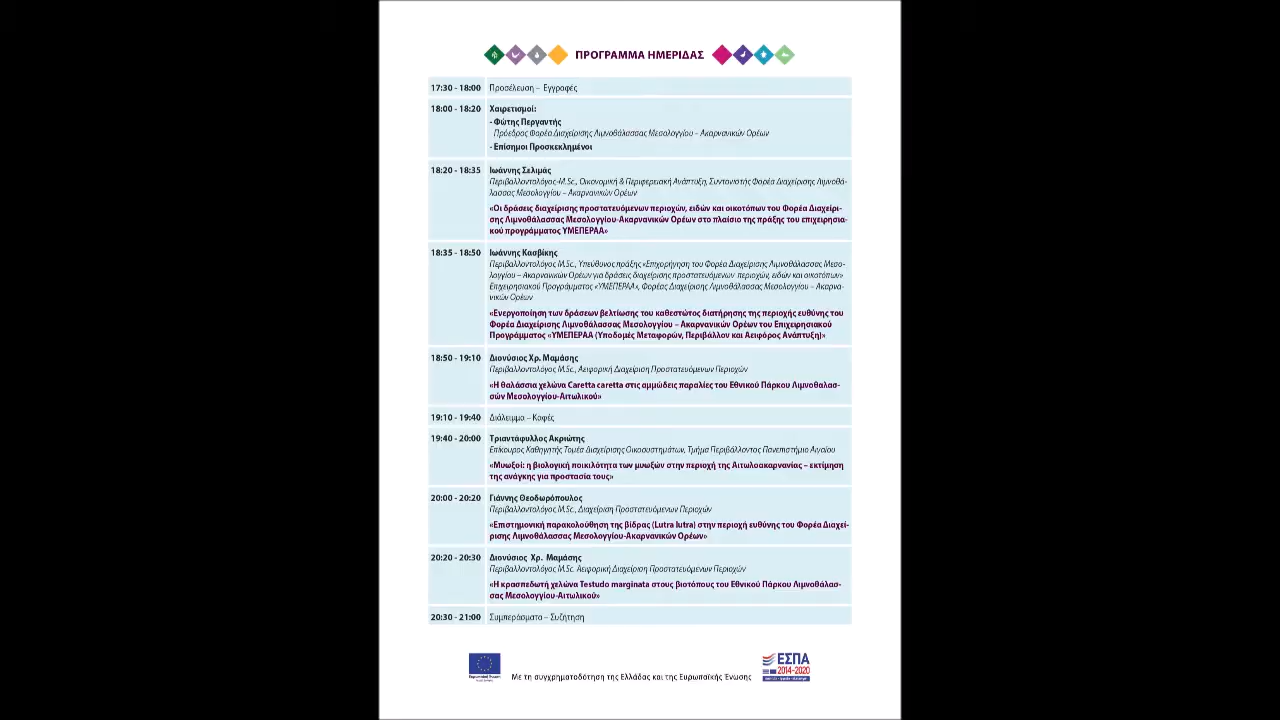 ΠΡΟΓΡΑΜΜΑ ΗΜΕΡΙΔΑΣ
17:30 - 18:00 Προσέλευση – Εγγραφές
18:00 - 18:20 Χαιρετισμοί:
- Φώτης Περγαντής
Πρόεδρος Φορέα Διαχείρισης Λιμνοθάλασσας Μεσολογγίου – Ακαρνανικών Ορέων
- Επίσημοι Προσκεκλημένοι
18:20 - 18:35 Ιωάννης Σελιμάς
Περιβαλλοντολόγος-M.Sc., Οικονομική & Περιφερειακή Ανάπτυξη, Συντονιστής Φορέα Διαχείρισης Λιμνοθά-
λασσας Μεσολογγίου – Ακαρνανικών Ορέων
«Οι δράσεις διαχείρισης προστατευόμενων περιοχών, ειδών και οικοτόπων του Φορέα Διαχείρι-
σης Λιμνοθάλασσας Μεσολογγίου-Ακαρνανικών Ορέων στο πλαίσιο της πράξης του επιχειρησια-
κού προγράμματος ΥΜΕΠΕΡΑΑ»
18:35 - 18:50 Ιωάννης Κασβίκης
Περιβαλλοντολόγος M.Sc., Υπεύθυνος πράξης «Επιχορήγηση του Φορέα Διαχείρισης Λιμνοθάλασσας Μεσο-
λογγίου – Ακαρνανικών Ορέων για δράσεις διαχείρισης προστατευόμενων περιοχών, ειδών και οικοτόπων»
Επιχειρησιακού Προγράμματος «ΥΜΕΠΕΡΑΑ», Φορέας Διαχείρισης Λιμνοθάλασσας Μεσολογγίου – Ακαρνα-
νικών Ορέων
«Ενεργοποίηση των δράσεων βελτίωσης του καθεστώτος διατήρησης της περιοχής ευθύνης του
Φορέα Διαχείρισης Λιμνοθάλασσας Μεσολογγίου – Ακαρνανικών Ορέων του Επιχειρησιακού
Προγράμματος «ΥΜΕΠΕΡΑΑ (Υποδομές Μεταφορών, Περιβάλλον και Αειφόρος Ανάπτυξη)»
18:50 - 19:10 Διονύσιος Χρ. Μαμάσης
Περιβαλλοντολόγος M.Sc., Αειφορική Διαχείριση Προστατευόμενων Περιοχών
«Η θαλάσσια χελώνα Caretta caretta στις αμμώδεις παραλίες του Εθνικού Πάρκου Λιμνοθαλασ-
σών Μεσολογγίου-Αιτωλικού»
19:10 - 19:40 Διάλειμμα – Καφές
19:40 - 20:00 Τριαντάφυλλος Ακριώτης
Επίκουρος Καθηγητής Τομέα Διαχείρισης Οικοσυστημάτων, Τμήμα Περιβάλλοντος Πανεπιστήμιο Αιγαίου
«Μυωξοί: η βιολογική ποικιλότητα των μυωξών στην περιοχή της Αιτωλοακαρνανίας – εκτίμηση
της ανάγκης για προστασία τους»
20:00 - 20:20 Γιάννης Θεοδωρόπουλος
Περιβαλλοντολόγος M.Sc., Διαχείριση Προστατευόμενων Περιοχών
«Επιστημονική παρακολούθηση της βίδρας (Lutra lutra) στην περιοχή ευθύνης του Φορέα Διαχεί-
ρισης Λιμνοθάλασσας Μεσολογγίου-Ακαρνανικών Ορέων»
20:20 - 20:30 Διονύσιος Χρ. Μαμάσης
Περιβαλλοντολόγος M.Sc. Αειφορική Διαχείριση Προστατευόμενων Περιοχών
«Η κρασπεδωτή χελώνα Testudo marginata στους βιοτόπους του Εθνικού Πάρκου Λιμνοθάλασ-
σας Μεσολογγίου-Αιτωλικού»
20:30 - 21:00 Συμπεράσματα – Συζήτηση
Ευρωπαϊκή Ένωση
Με τη συγχρηματοδότηση της Ελλάδας και της Ευρωπαϊκής Ένωσης
ΕΣΠΑ
2014-2020